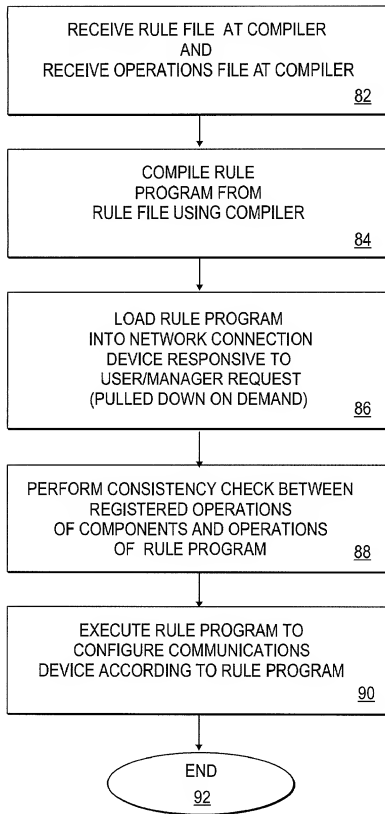 RECEIVE RULE FILE AT COMPILER
AND
RECEIVE OPERATIONS FILE AT COMPILER
82
COMPILE RULE
PROGRAM FROM
RULE FILE USING COMPILER
84
LOAD RULE PROGRAM
INTO NETWORK CONNECTION
DEVICE RESPONSIVE TO
USER/MANAGER REQUEST
(PULLED DOWN ON DEMAND)
86
PERFORM CONSISTENCY CHECK BETWEEN
REGISTERED OPERATIONS
OF COMPONENTS AND OPERATIONS
OF RULE PROGRAM
88
EXECUTE RULE PROGRAM TO
CONFIGURE COMMUNICATIONS
DEVICE ACCORDING TO RULE PROGRAM
90
END
92